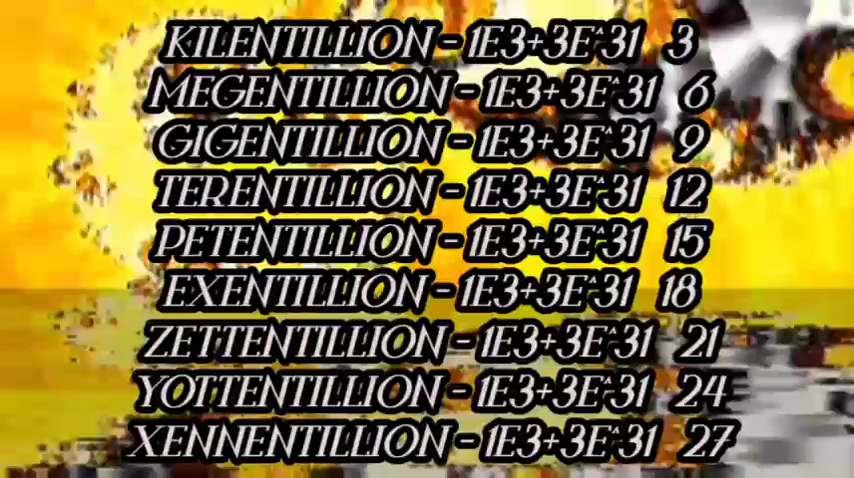 KILENTILLION - 1E3+3E^31 3
MEGENTILLION - 1E3+3E^31 6
GIGENTILLION - 1E3+3E^31 9
TERENTILLION - 1E3+3E^31 12
PETENTILLION - 1E3+3E^31 15
EXENTILLION - 1E3+3E^31 18
ZETTENTILLION - 1E3+3E^31 21
YOTTENTILLION - 1E3+3E^31 24
XENNENTILLION - 1E3+3E^31 27